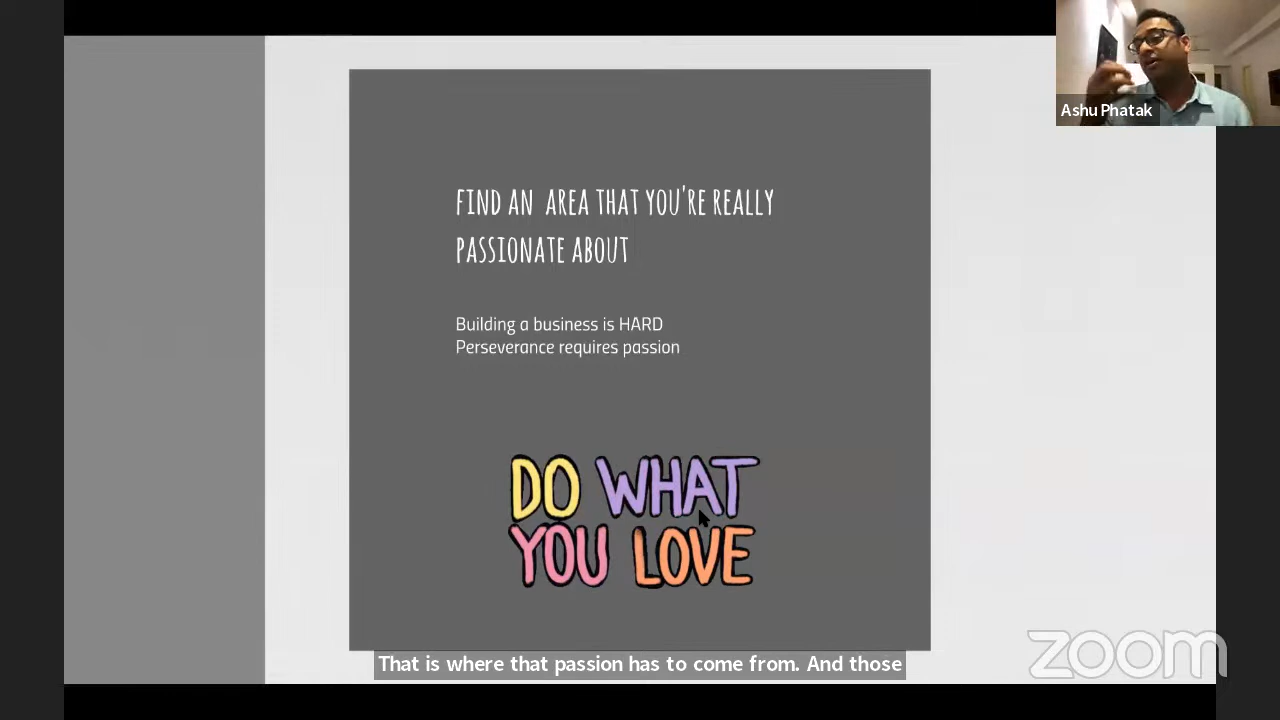 Ashu Phatak
FIND AN AREA THAT YOU'RE REALLY
PASSIONATE ABOUT
Building a business is HARD
Perseverance requires passion
DO WHAT
YOU LOVE
That is where that passion has to come from. And those
zoom